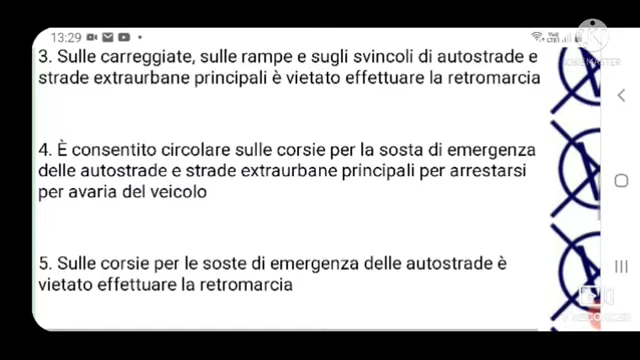 13:29
3. Sulle carreggiate, sulle rampe e sugli svincoli di autostrade e
strade extraurbane principali è vietato effettuare la retromarcia
4. È consentito circolare sulle corsie per la sosta di emergenza
delle autostrade e strade extraurbane principali per arrestarsi
per avaria del veicolo
5. Sulle corsie per le soste di emergenza delle autostrade è
vietato effettuare la retromarcia